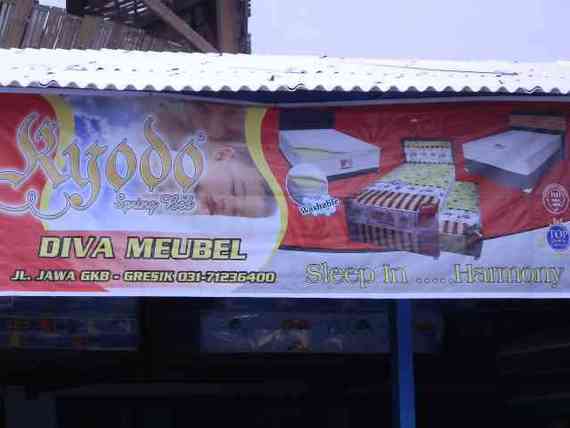 Kyodo
Spring Bed
Washable
DIVA MEUBEL
JL. JAWA GKB - GRESIK 031-71236400
Sleep In .... Harmony
TOP